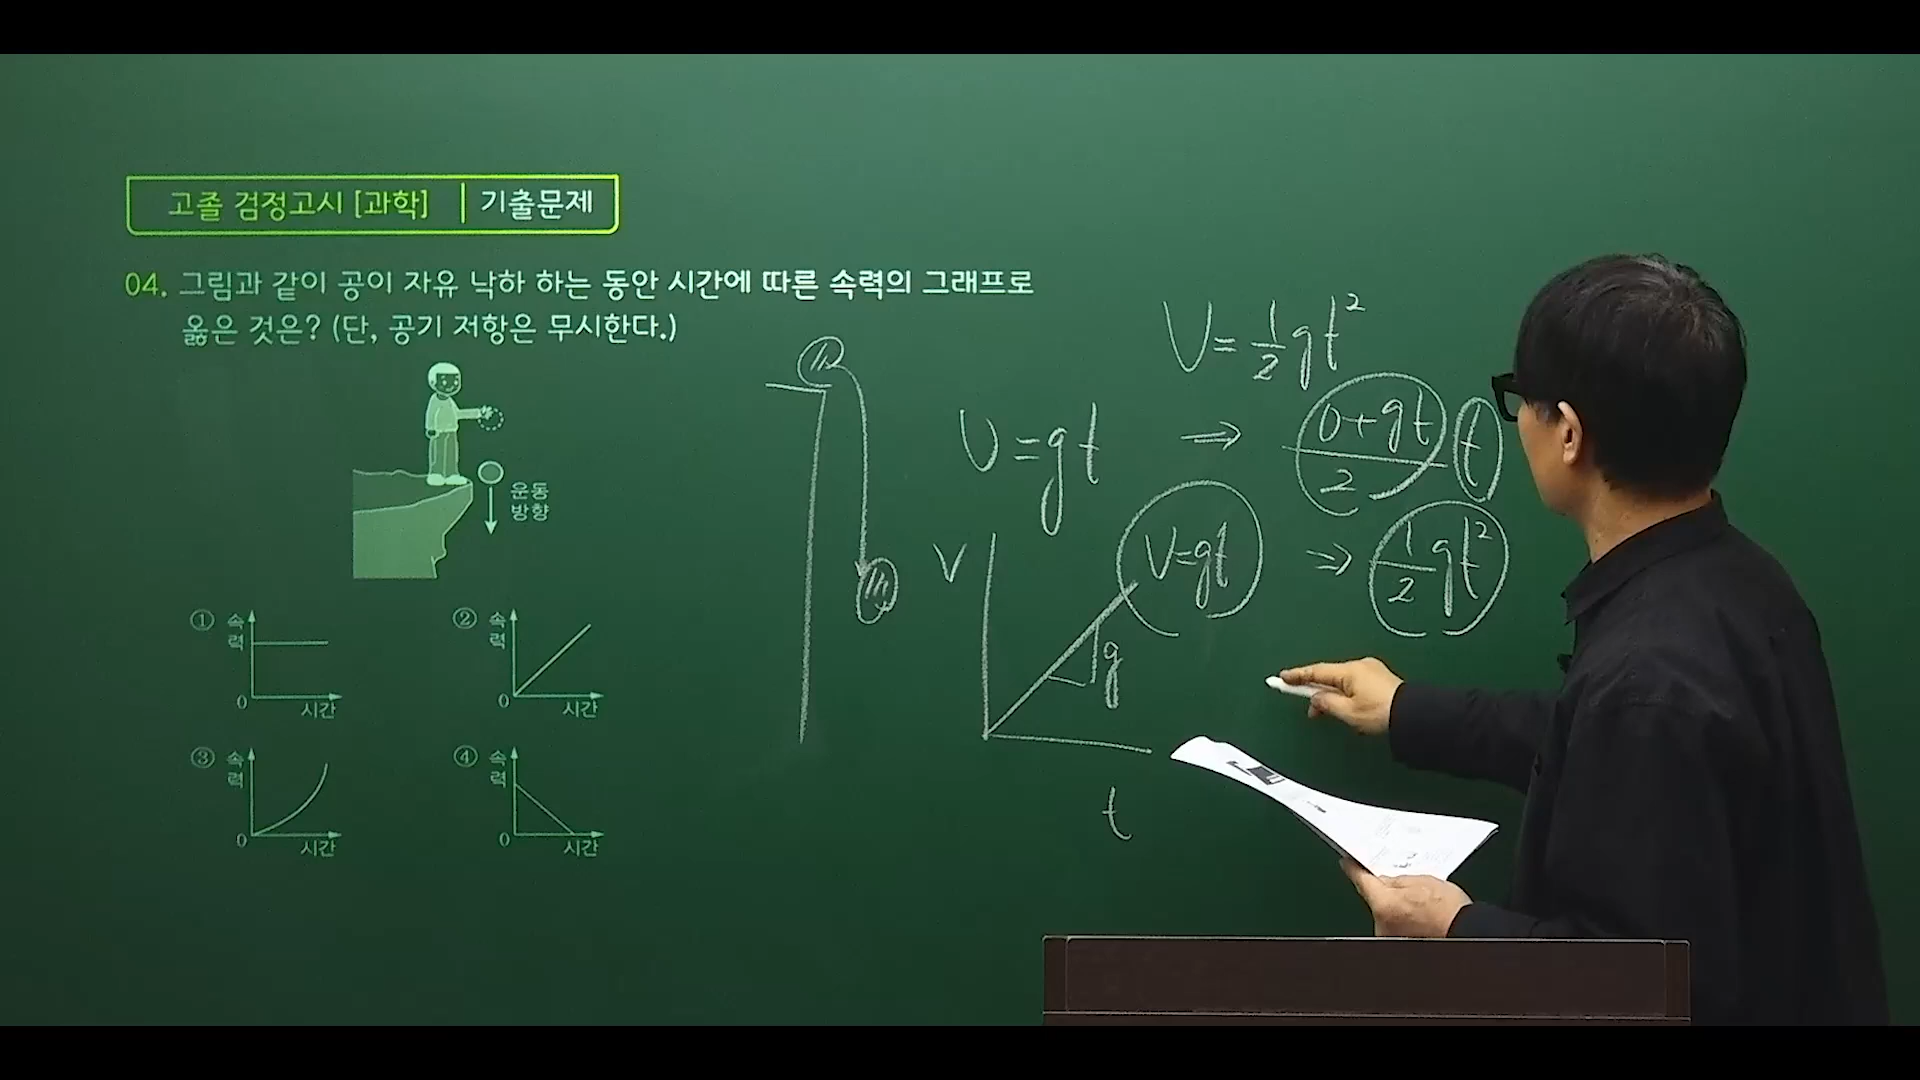 고졸 검정고시 [과학] | 기출문제
04. 그림과 같이 공이 자유 낙하 하는 동안 시간에 따른 속력의 그래프로
옳은 것은? (단, 공기 저항은 무시한다.)
운동
방향
① 속력 0 시간
② 속력 0 시간
③ 속력 0 시간
④ 속력 0 시간
m
m
V = 1/2 gt²
V = gt ⇒ (0+gt)/2 t
V
V=gt ⇒ 1/2 gt²
g
t